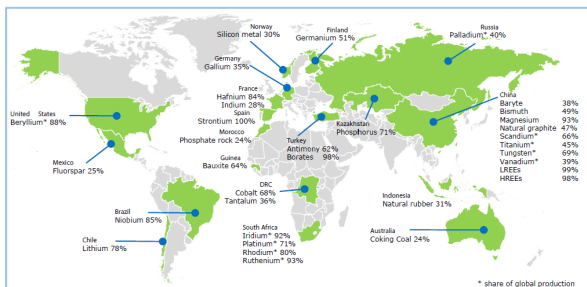 Norway
Silicon metal 30%
Finland
Germanium 51%
Russia
Palladium* 40%
Germany
Gallium 35%
France
Hafnium 84%
Indium 28%
Spain
Strontium 100%
Morocco
Phosphate rock 24%
United States
Beryllium* 88%
Mexico
Fluorspar 25%
Guinea
Bauxite 64%
Turkey
Antimony 62%
Borates 98%
Kazakhstan
Phosphorus 71%
China
Baryte 38%
Bismuth 49%
Magnesium 93%
Natural graphite 47%
Scandium* 66%
Titanium* 45%
Tungsten* 69%
Vanadium* 39%
LREEs 99%
HREEs 98%
DRC
Cobalt 68%
Tantalum 36%
Indonesia
Natural rubber 31%
Brazil
Niobium 85%
Chile
Lithium 78%
South Africa
Iridium* 92%
Platinum* 71%
Rhodium* 80%
Ruthenium* 93%
Australia
Coking Coal 24%
* share of global production